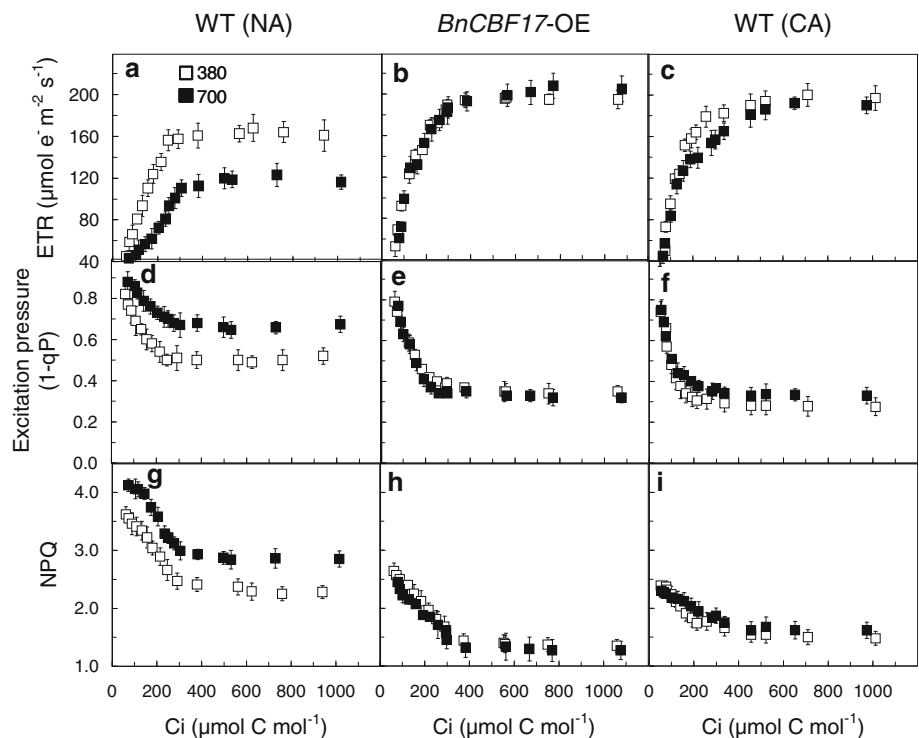 WT (NA)
BnCBF17-OE
WT (CA)
ETR (µmol e⁻ m⁻² s⁻¹)
200
160
120
80
40
a
380
700
b
c
Excitation pressure
(1-qP)
0.8
0.6
0.4
0.2
0.0
d
e
f
NPQ
4.0
3.0
2.0
1.0
g
h
i
0 200 400 600 800 1000
0 200 400 600 800 1000
0 200 400 600 800 1000
Ci (µmol C mol⁻¹)
Ci (µmol C mol⁻¹)
Ci (µmol C mol⁻¹)